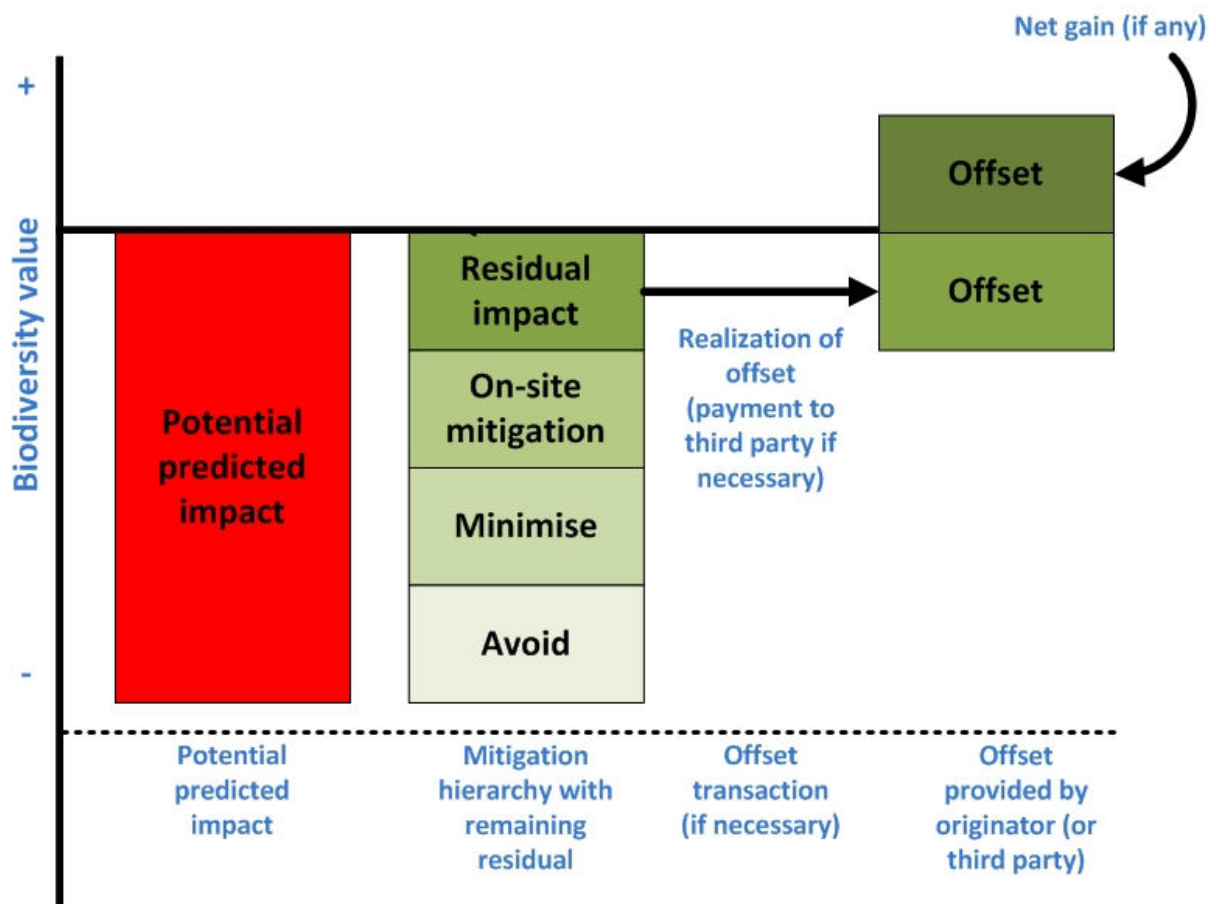 Net gain (if any)
+
Biodiversity value
-
Potential
predicted
impact
Residual
impact
On-site
mitigation
Minimise
Avoid
Realization of
offset
(payment to
third party if
necessary)
Offset
Offset
Potential
predicted
impact
Mitigation
hierarchy with
remaining
residual
Offset
transaction
(if necessary)
Offset
provided by
originator (or
third party)